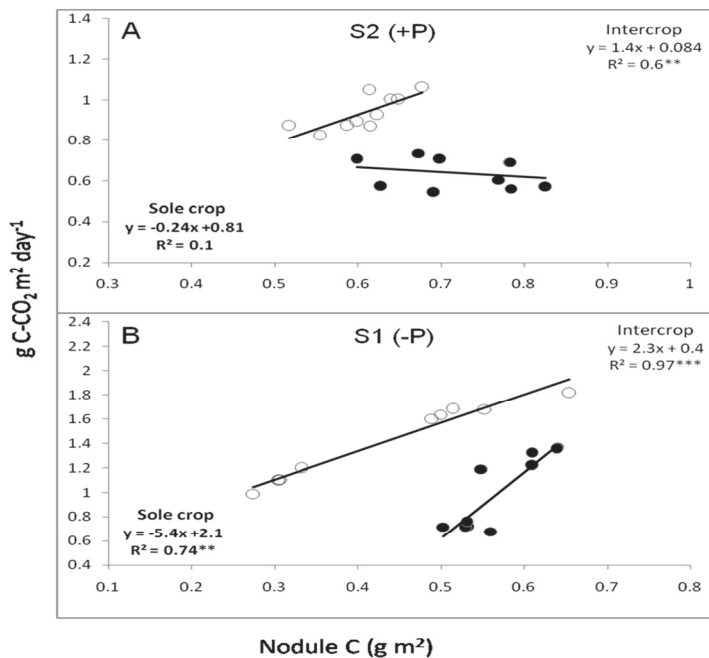 g C-CO₂ m² day⁻¹
A
S2 (+P)
Intercrop
y = 1.4x + 0.084
R² = 0.6**
1.4
1.2
1
0.8
0.6
0.4
0.2
Sole crop
y = -0.24x +0.81
R² = 0.1
0.3 0.4 0.5 0.6 0.7 0.8 0.9 1
B
S1 (-P)
Intercrop
y = 2.3x + 0.4
R² = 0.97***
2.2
2
1.8
1.6
1.4
1.2
1
0.8
0.6
0.4
Sole crop
y = -5.4x +2.1
R² = 0.74**
0.1 0.2 0.3 0.4 0.5 0.6 0.7 0.8
Nodule C (g m²)